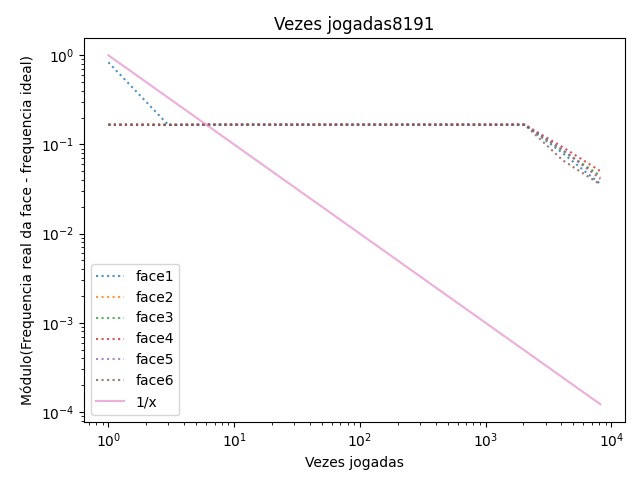 Vezes jogadas8191
Módulo(Frequencia real da face - frequencia ideal)
10^0
10^-1
10^-2
10^-3
10^-4
face1
face2
face3
face4
face5
face6
1/x
10^0 10^1 10^2 10^3 10^4
Vezes jogadas